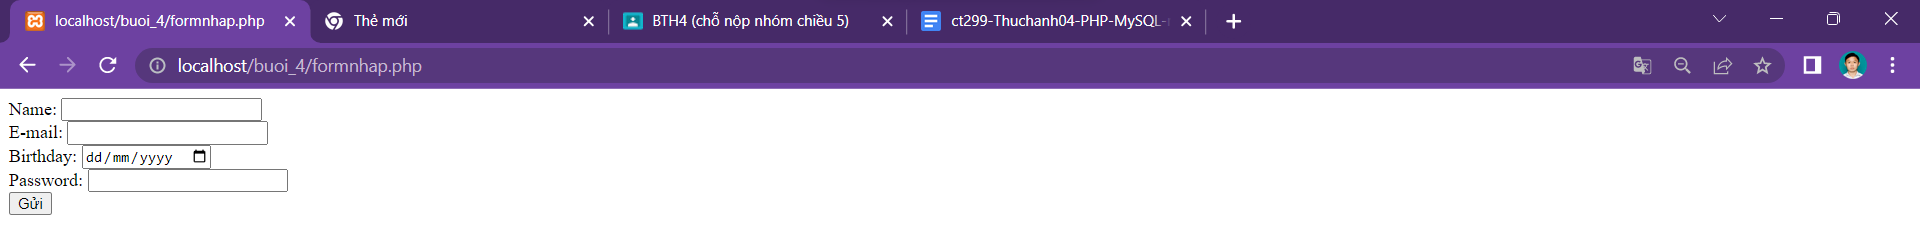 localhost/buoi_4/formnhap.php
Thẻ mới
BTH4 (chỗ nộp nhóm chiều 5)
ct299-Thuchanh04-PHP-MySQL-
localhost/buoi_4/formnhap.php
Name:
E-mail:
Birthday: dd/mm/yyyy
Password:
Gửi